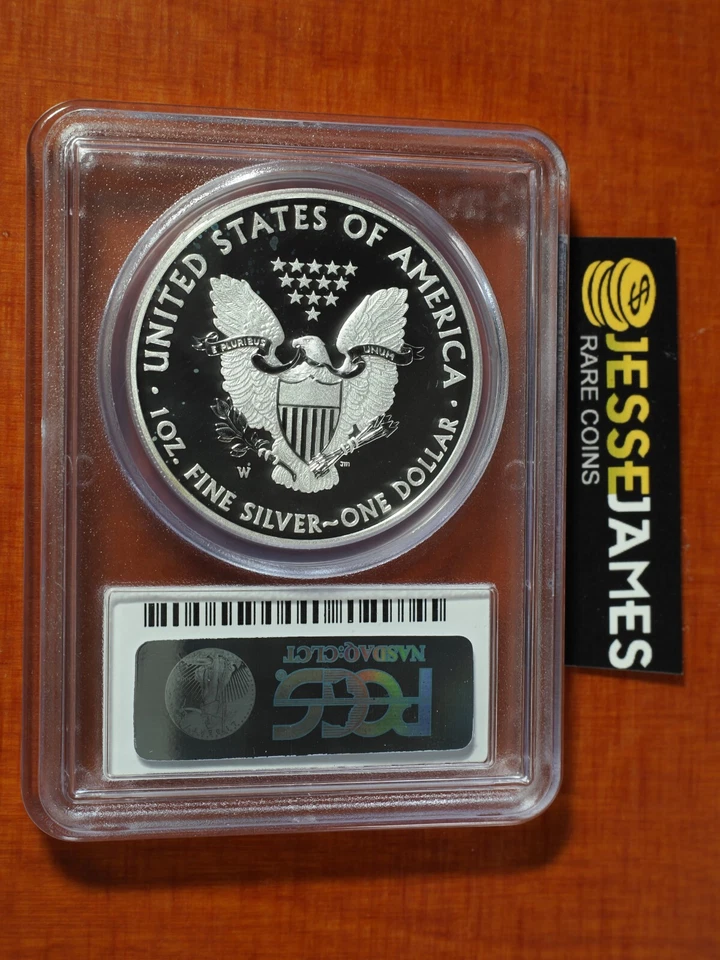 UNITED STATES OF AMERICA
E PLURIBUS UNUM
W
1 OZ. FINE SILVER~ONE DOLLAR
NASDAQ:CLCT
PCGS
JESSEJAMES
RARE COINS
$